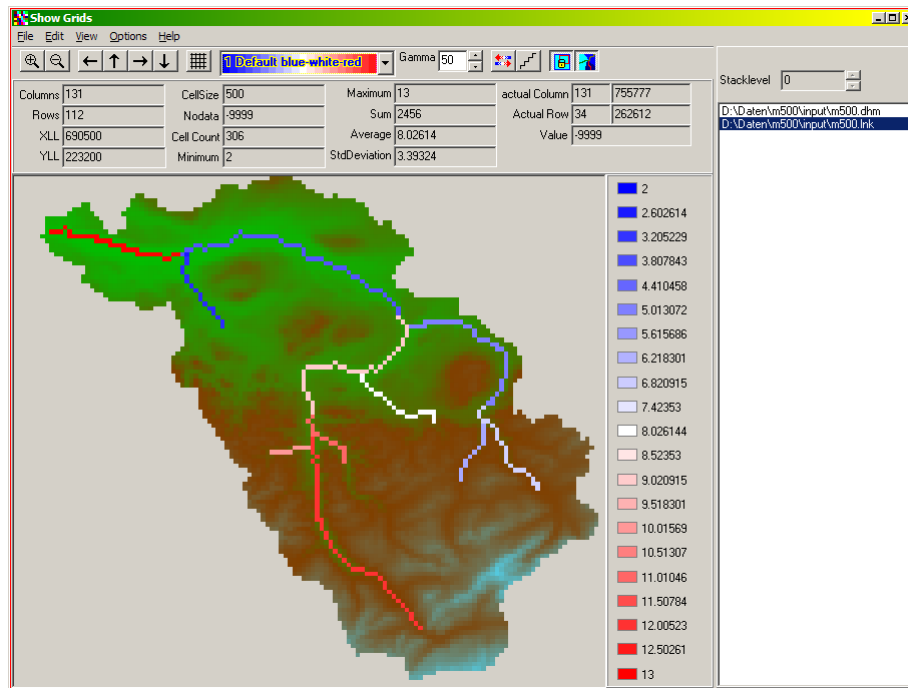 Show Grids
File Edit View Options Help
1 Default blue-white-red Gamma 50
Stacklevel 0
Columns 131 CellSize 500 Maximum 13 actual Column 131 755777
Rows 112 Nodata -9999 Sum 2456 Actual Row 34 262612
XLL 690500 Cell Count 306 Average 8.02614 Value -9999
YLL 223200 Minimum 2 StdDeviation 3.39324
D:\Daten\m500\input\m500.dhm
D:\Daten\m500\input\m500.lnk
2
2.602614
3.205229
3.807843
4.410458
5.013072
5.615686
6.218301
6.820915
7.42353
8.026144
8.52353
9.020915
9.518301
10.01569
10.51307
11.01046
11.50784
12.00523
12.50261
13